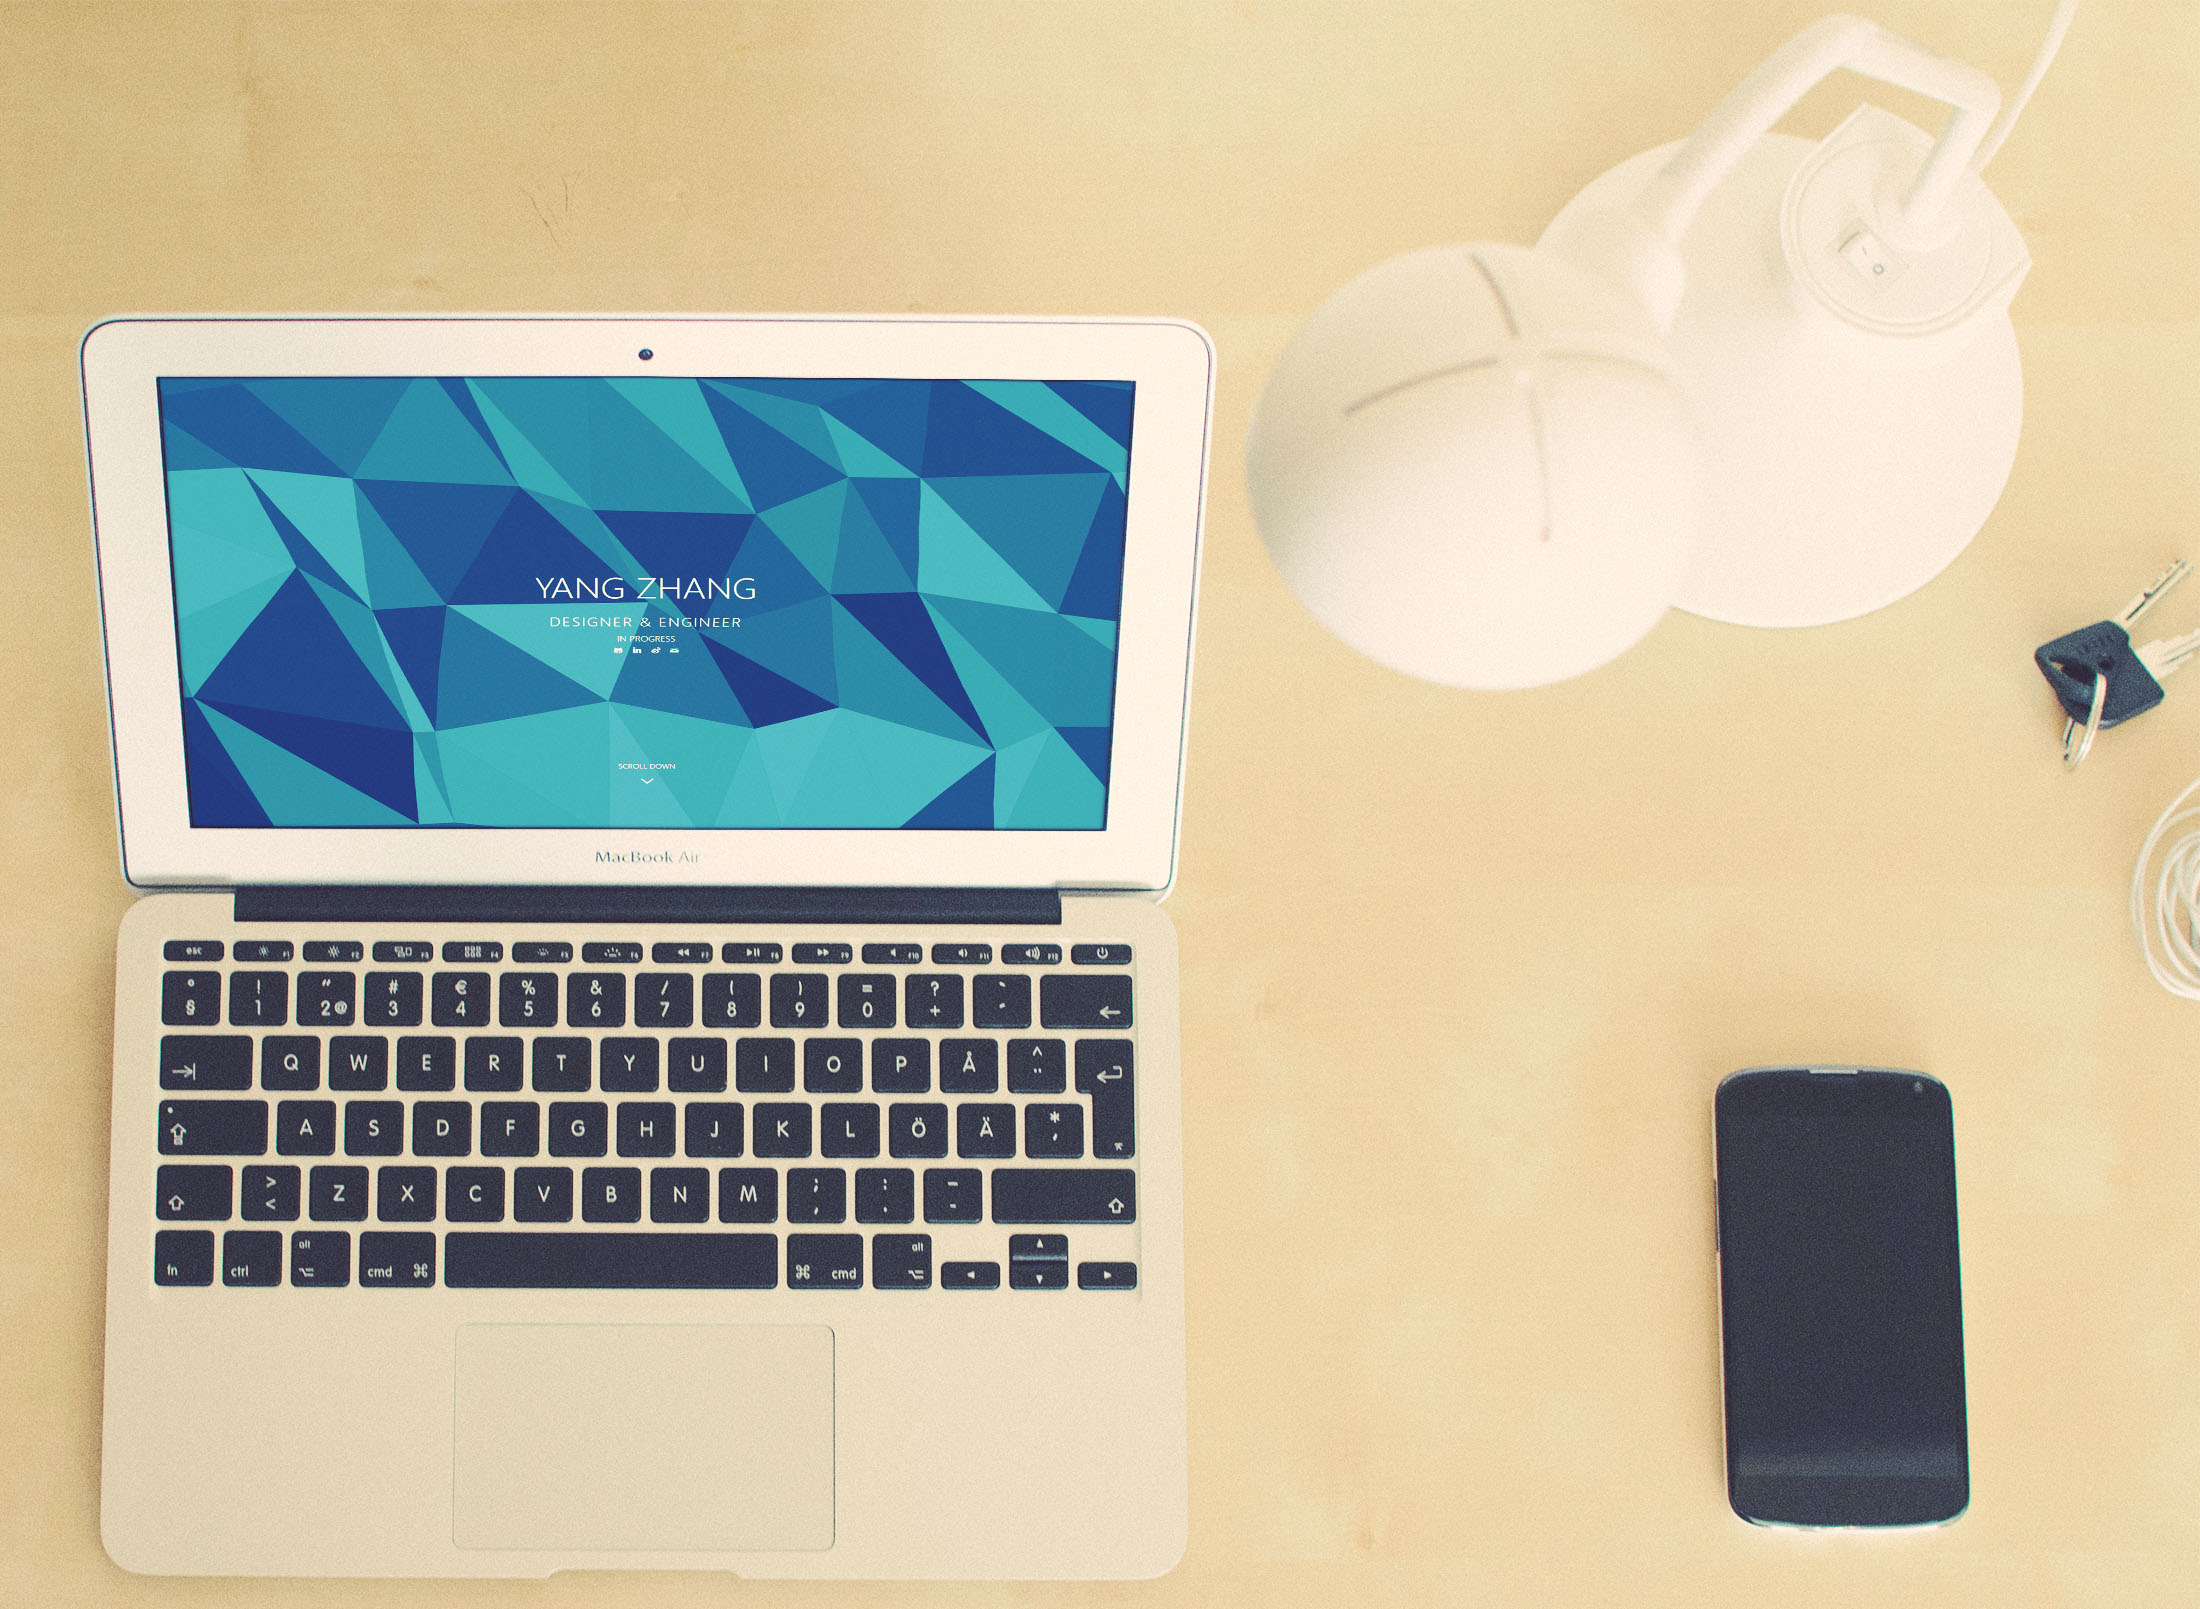 YANG ZHANG
DESIGNER & ENGINEER
IN PROGRESS
in
SCROLL DOWN
MacBook Air
esc F1 F2 F3 F4 F5 F6 F7 F8 F9 F10 F11 F12
° ! " # € % & / ( ) = ? `
§ 1 2 @ 3 4 5 6 7 8 9 0 + ´ ←
→| Q W E R T Y U I O P Å ^ ¨
A S D F G H J K L Ö Ä * '
> < Z X C V B N M ; , : . _ -
fn ctrl alt cmd ⌘ ⌘ cmd alt ◄ ▲ ▼ ►